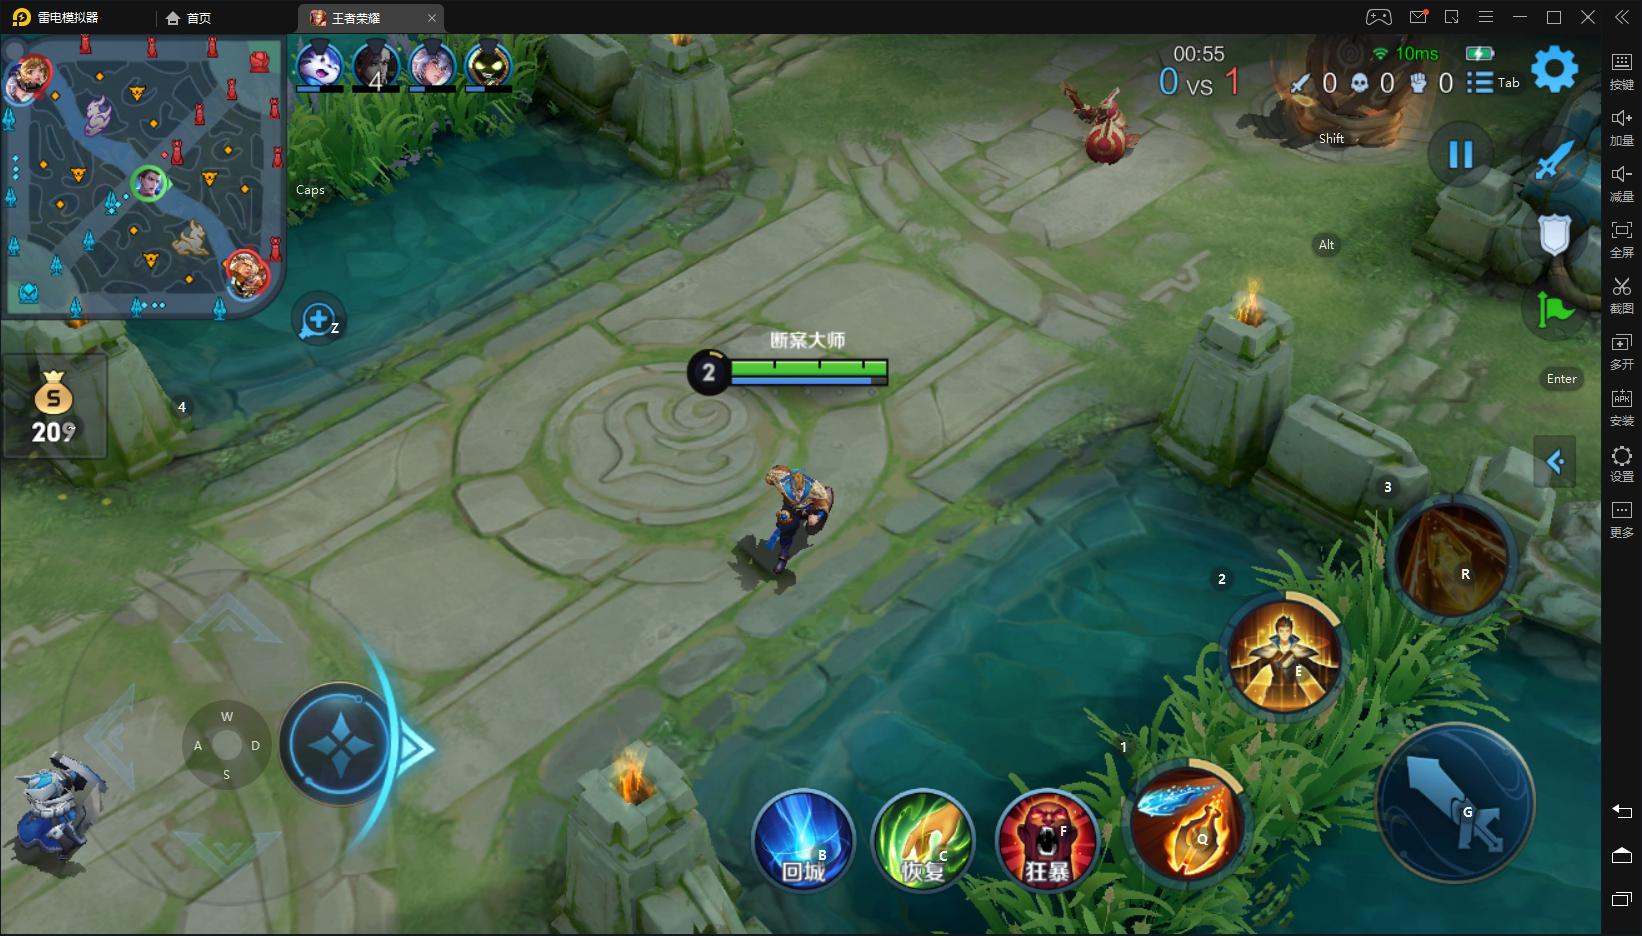 雷电模拟器
首页
王者荣耀
00:55
10ms
0 VS 1
0
0
0
Tab
4
Shift
Caps
Alt
Z
Enter
209
4
断案大师
2
3
R
2
E
W
A
D
S
1
G
B
回城
C
恢复
F
狂暴
Q
按键
加量
减量
全屏
截图
多开
APK
安装
设置
更多